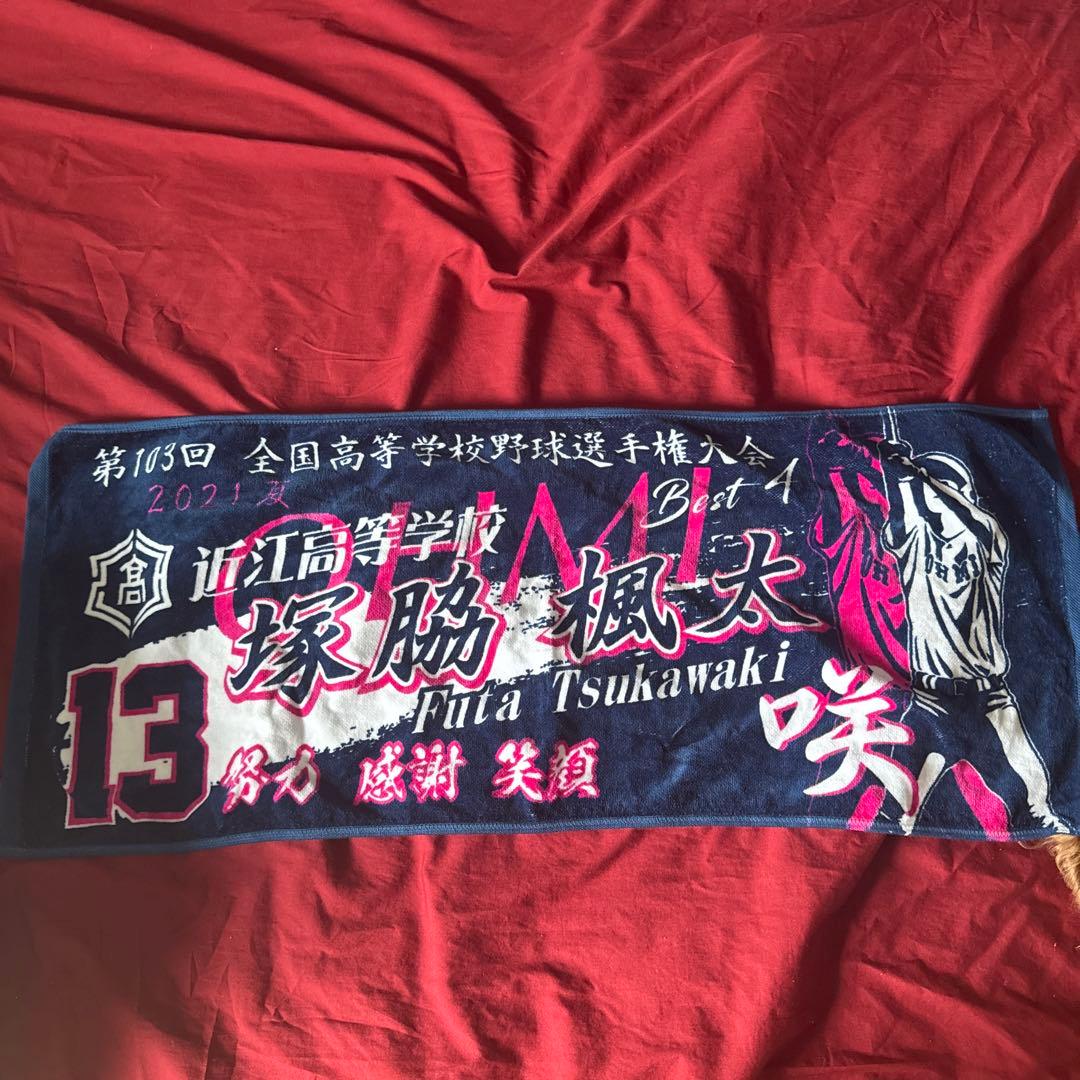 第103回 全国高等学校野球選手権大会
2021夏
Best 4
OHMI
近江高等学校
高
塚脇 楓太
Futa Tsukawaki
13
努力 感謝 笑顔
咲
OHMI